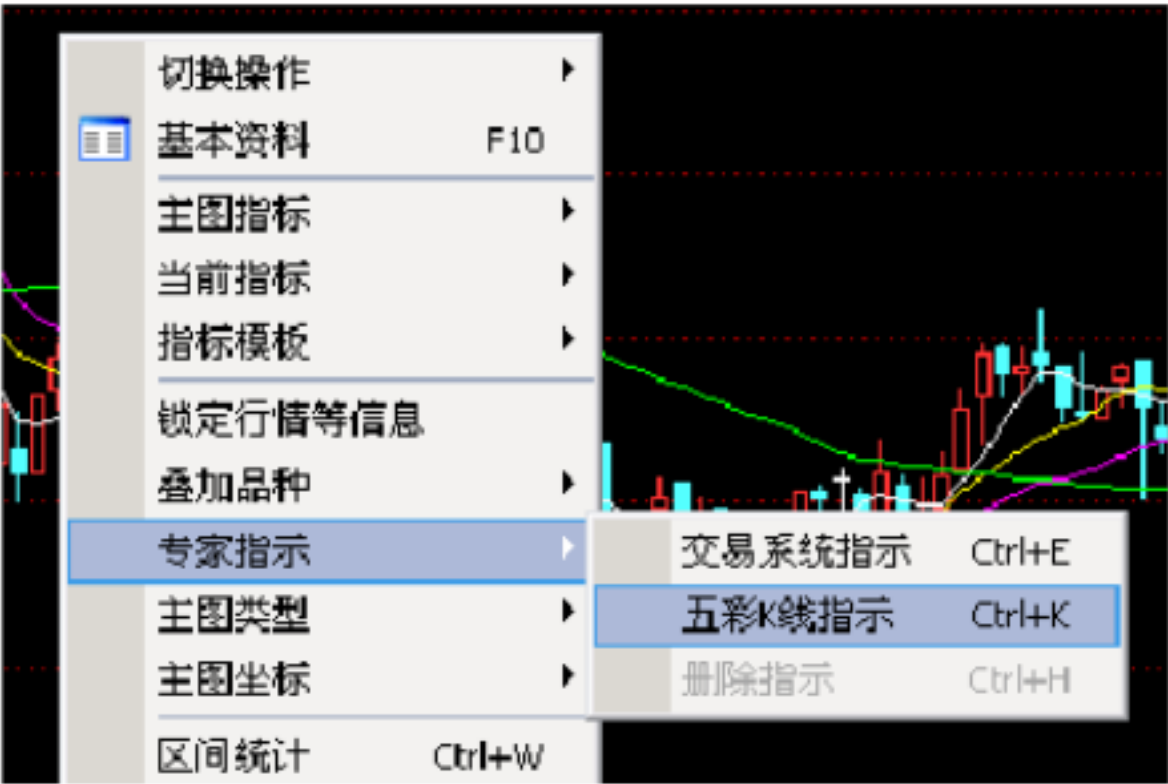 切换操作
基本资料 F10
主图指标
当前指标
指标模板
锁定行情等信息
叠加品种
专家指示
交易系统指示 Ctrl+E
主图类型
五彩K线指示 Ctrl+K
主图坐标
删除指示 Ctrl+H
区间统计 Ctrl+W